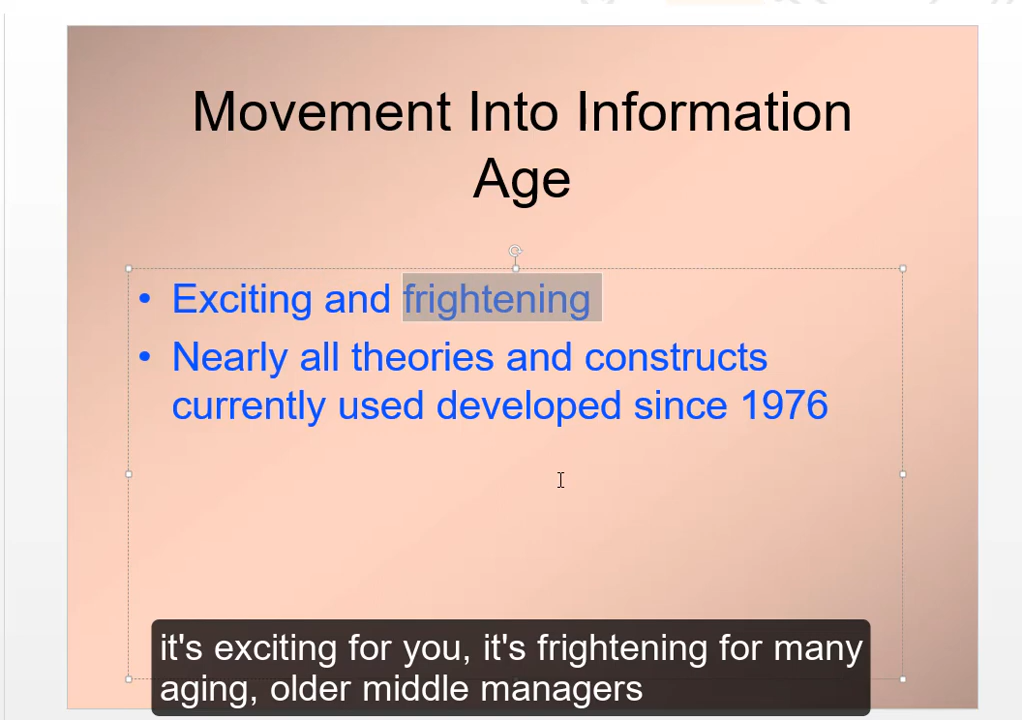 Movement Into Information
Age
• Exciting and frightening
• Nearly all theories and constructs
currently used developed since 1976
it's exciting for you, it's frightening for many
aging, older middle managers